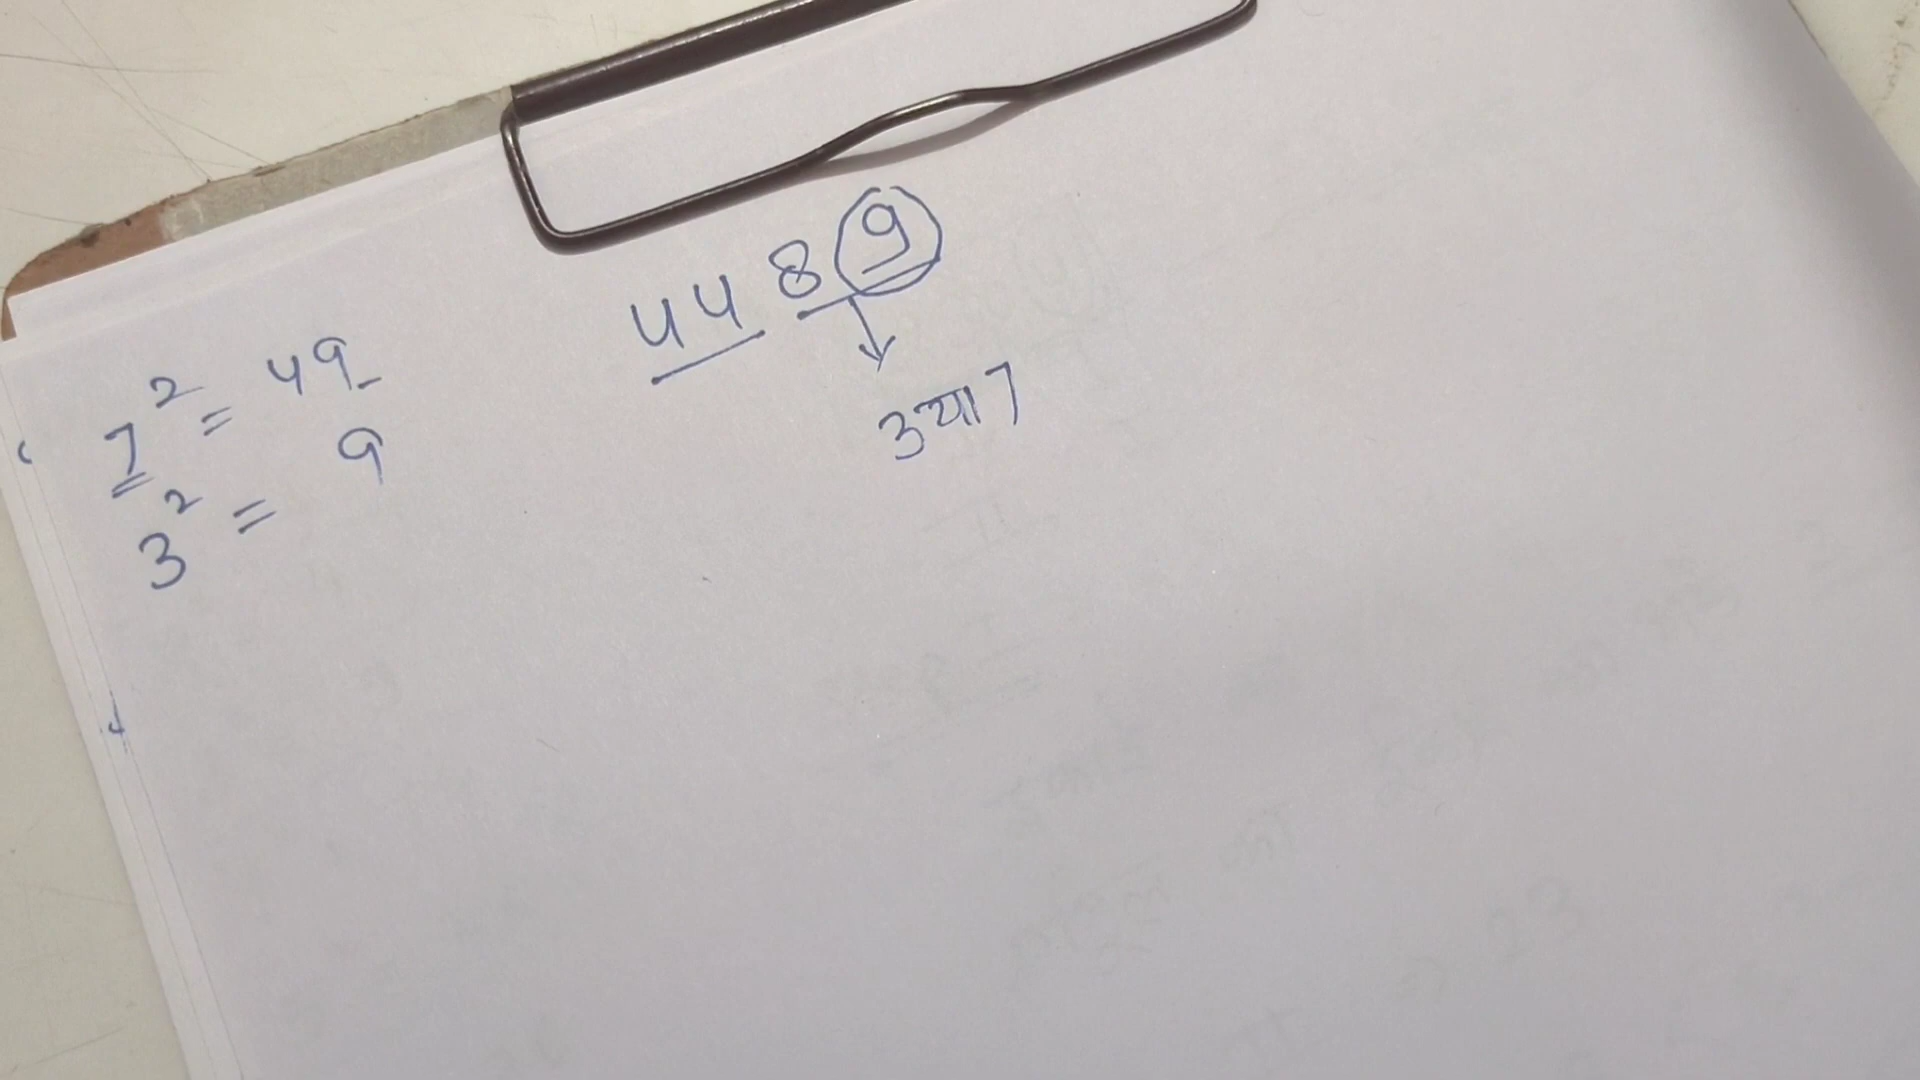 4489
3या7
7² = 49
3² = 9